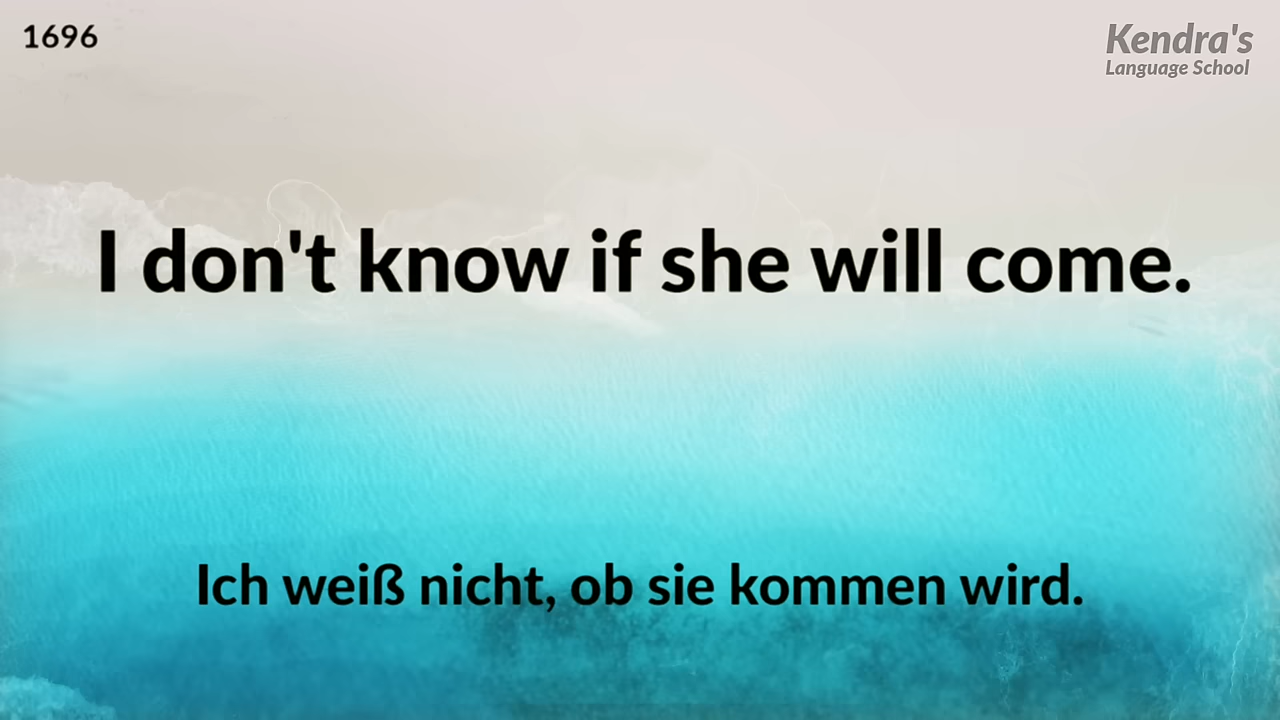 1696
Kendra's
Language School
I don't know if she will come.
Ich weiß nicht, ob sie kommen wird.